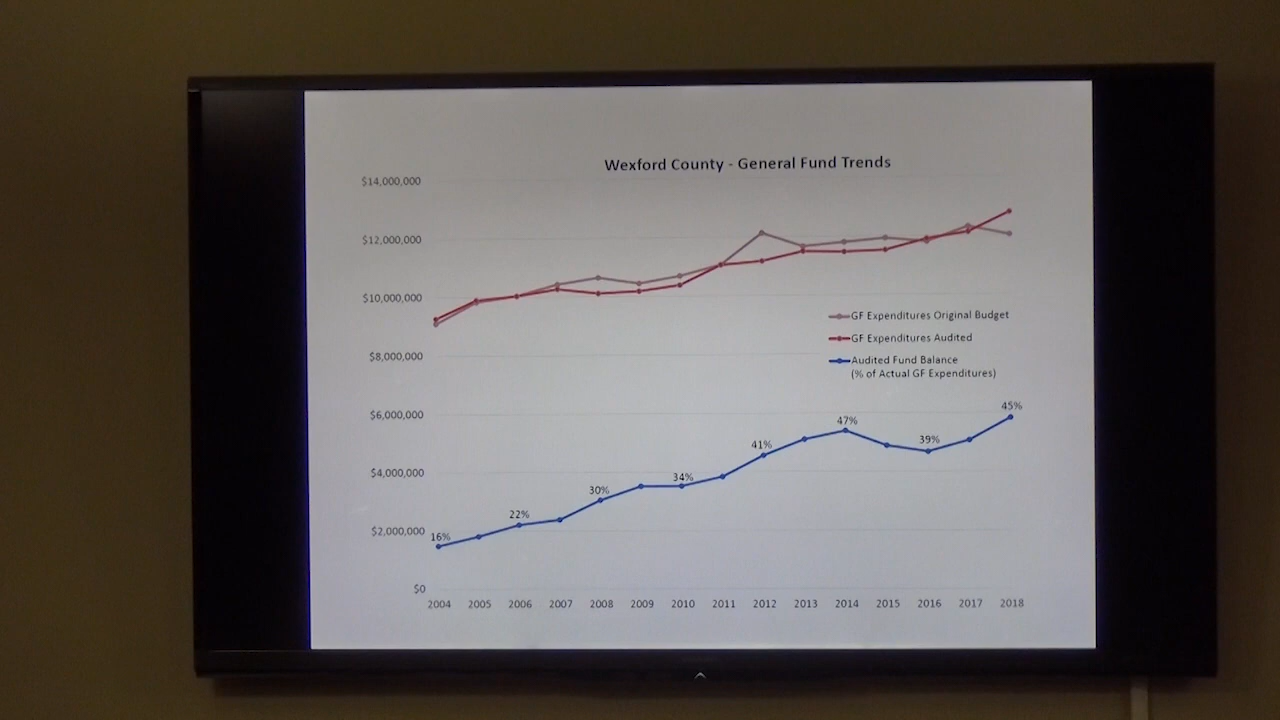 Wexford County - General Fund Trends
$14,000,000
$12,000,000
$10,000,000
GF Expenditures Original Budget
GF Expenditures Audited
$8,000,000
Audited Fund Balance
(% of Actual GF Expenditures)
$6,000,000
45%
47%
41%
39%
$4,000,000
34%
30%
22%
$2,000,000
16%
$0
2004 2005 2006 2007 2008 2009 2010 2011 2012 2013 2014 2015 2016 2017 2018